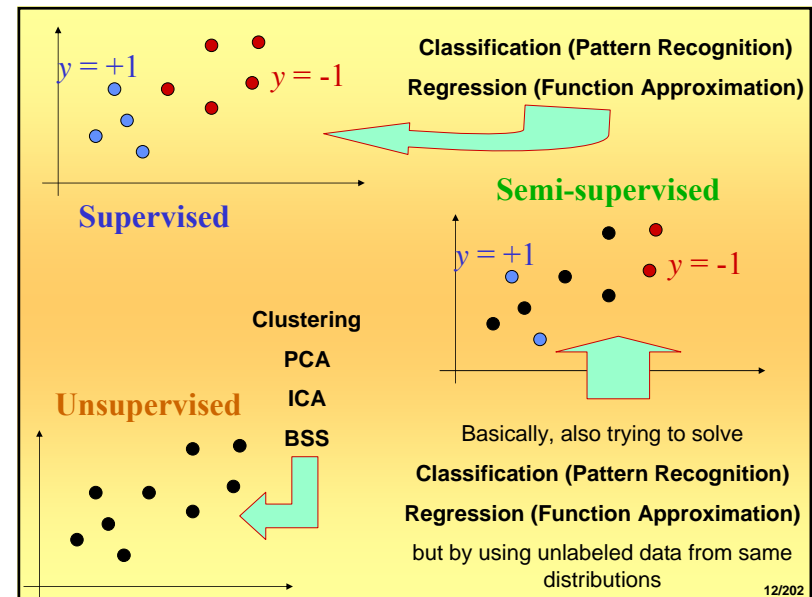 Classification (Pattern Recognition)
Regression (Function Approximation)
y = +1
y = -1
Supervised
Semi-supervised
y = +1
y = -1
Clustering
PCA
ICA
BSS
Unsupervised
Basically, also trying to solve
Classification (Pattern Recognition)
Regression (Function Approximation)
but by using unlabeled data from same
distributions
12/202